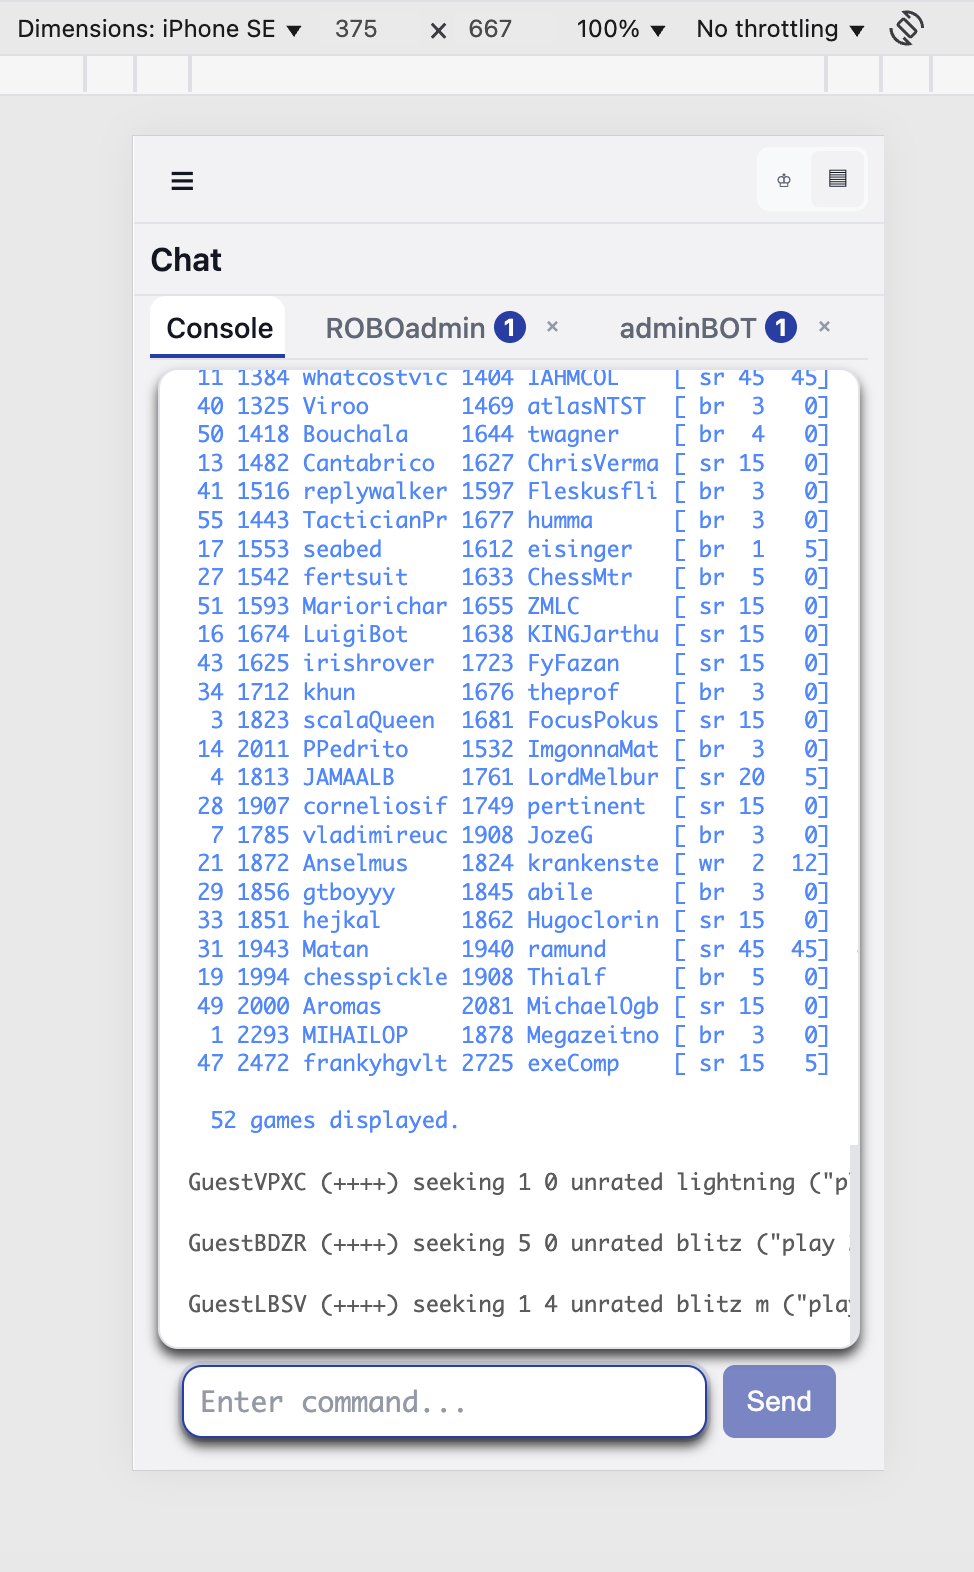 Dimensions: iPhone SE ▼ 375 × 667 100% ▼ No throttling ▼
Chat
Console ROBOadmin 1 × adminBOT 1 ×
11 1384 whatcostvic 1404 IAHMCOL [ sr 45 45]
40 1325 Viroo 1469 atlasNTST [ br 3 0]
50 1418 Bouchala 1644 twagner [ br 4 0]
13 1482 Cantabrico 1627 ChrisVerma [ sr 15 0]
41 1516 replywalker 1597 Fleskusfli [ br 3 0]
55 1443 TacticianPr 1677 humma [ br 3 0]
17 1553 seabed 1612 eisinger [ br 1 5]
27 1542 fertsuit 1633 ChessMtr [ br 5 0]
51 1593 Mariorichar 1655 ZMLC [ sr 15 0]
16 1674 LuigiBot 1638 KINGJarthu [ sr 15 0]
43 1625 irishrover 1723 FyFazan [ sr 15 0]
34 1712 khun 1676 theprof [ br 3 0]
3 1823 scalaQueen 1681 FocusPokus [ sr 15 0]
14 2011 PPedrito 1532 ImgonnaMat [ br 3 0]
4 1813 JAMAALB 1761 LordMelbur [ sr 20 5]
28 1907 corneliosif 1749 pertinent [ sr 15 0]
7 1785 vladimireuc 1908 JozeG [ br 3 0]
21 1872 Anselmus 1824 krankenste [ wr 2 12]
29 1856 gtboyyy 1845 abile [ br 3 0]
33 1851 hejkal 1862 Hugoclorin [ sr 15 0]
31 1943 Matan 1940 ramund [ sr 45 45]
19 1994 chesspickle 1908 Thialf [ br 5 0]
49 2000 Aromas 2081 MichaelOgb [ sr 15 0]
1 2293 MIHAILOP 1878 Megazeitno [ br 3 0]
47 2472 frankyhgvlt 2725 exeComp [ sr 15 5]
52 games displayed.
GuestVPXC (++++) seeking 1 0 unrated lightning ("pl
GuestBDZR (++++) seeking 5 0 unrated blitz ("play
GuestLBSV (++++) seeking 1 4 unrated blitz m ("play
Enter command... Send